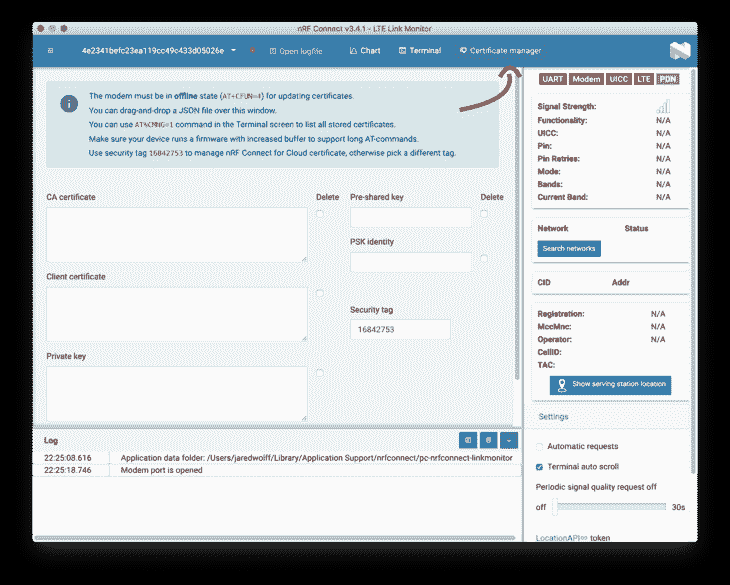 nRF Connect v3.4.1 - LTE Link Monitor
4e2341befc23ea119cc49c433d05026e
Open logfile
Chart
Terminal
Certificate manager
The modem must be in offline state (AT+CFUN=4) for updating certificates.
You can drag-and-drop a JSON file over this window.
You can use AT%CMNG=1 command in the Terminal screen to list all stored certificates.
Make sure your device runs a firmware with increased buffer to support long AT-commands.
Use security tag 16842753 to manage nRF Connect for Cloud certificate, otherwise pick a different tag.
CA certificate
Delete
Pre-shared key
Delete
PSK identity
Client certificate
Security tag
16842753
Private key
Log
22:25:08.616 Application data folder: /Users/jaredwolff/Library/Application Support/nrfconnect/pc-nrfconnect-linkmonitor
22:25:18.746 Modem port is opened
UART Modem UICC LTE PDN
Signal Strength:
Functionality: N/A
UICC: N/A
Pin: N/A
Pin Retries: N/A
Mode: N/A
Bands: N/A
Current Band: N/A
Network Status
Search networks
CID Addr
Registration: N/A
MccMnc: N/A
Operator: N/A
CellID:
TAC:
Show serving station location
Settings
Automatic requests
Terminal auto scroll
Periodic signal quality request off
off 30s
LocationAPI token